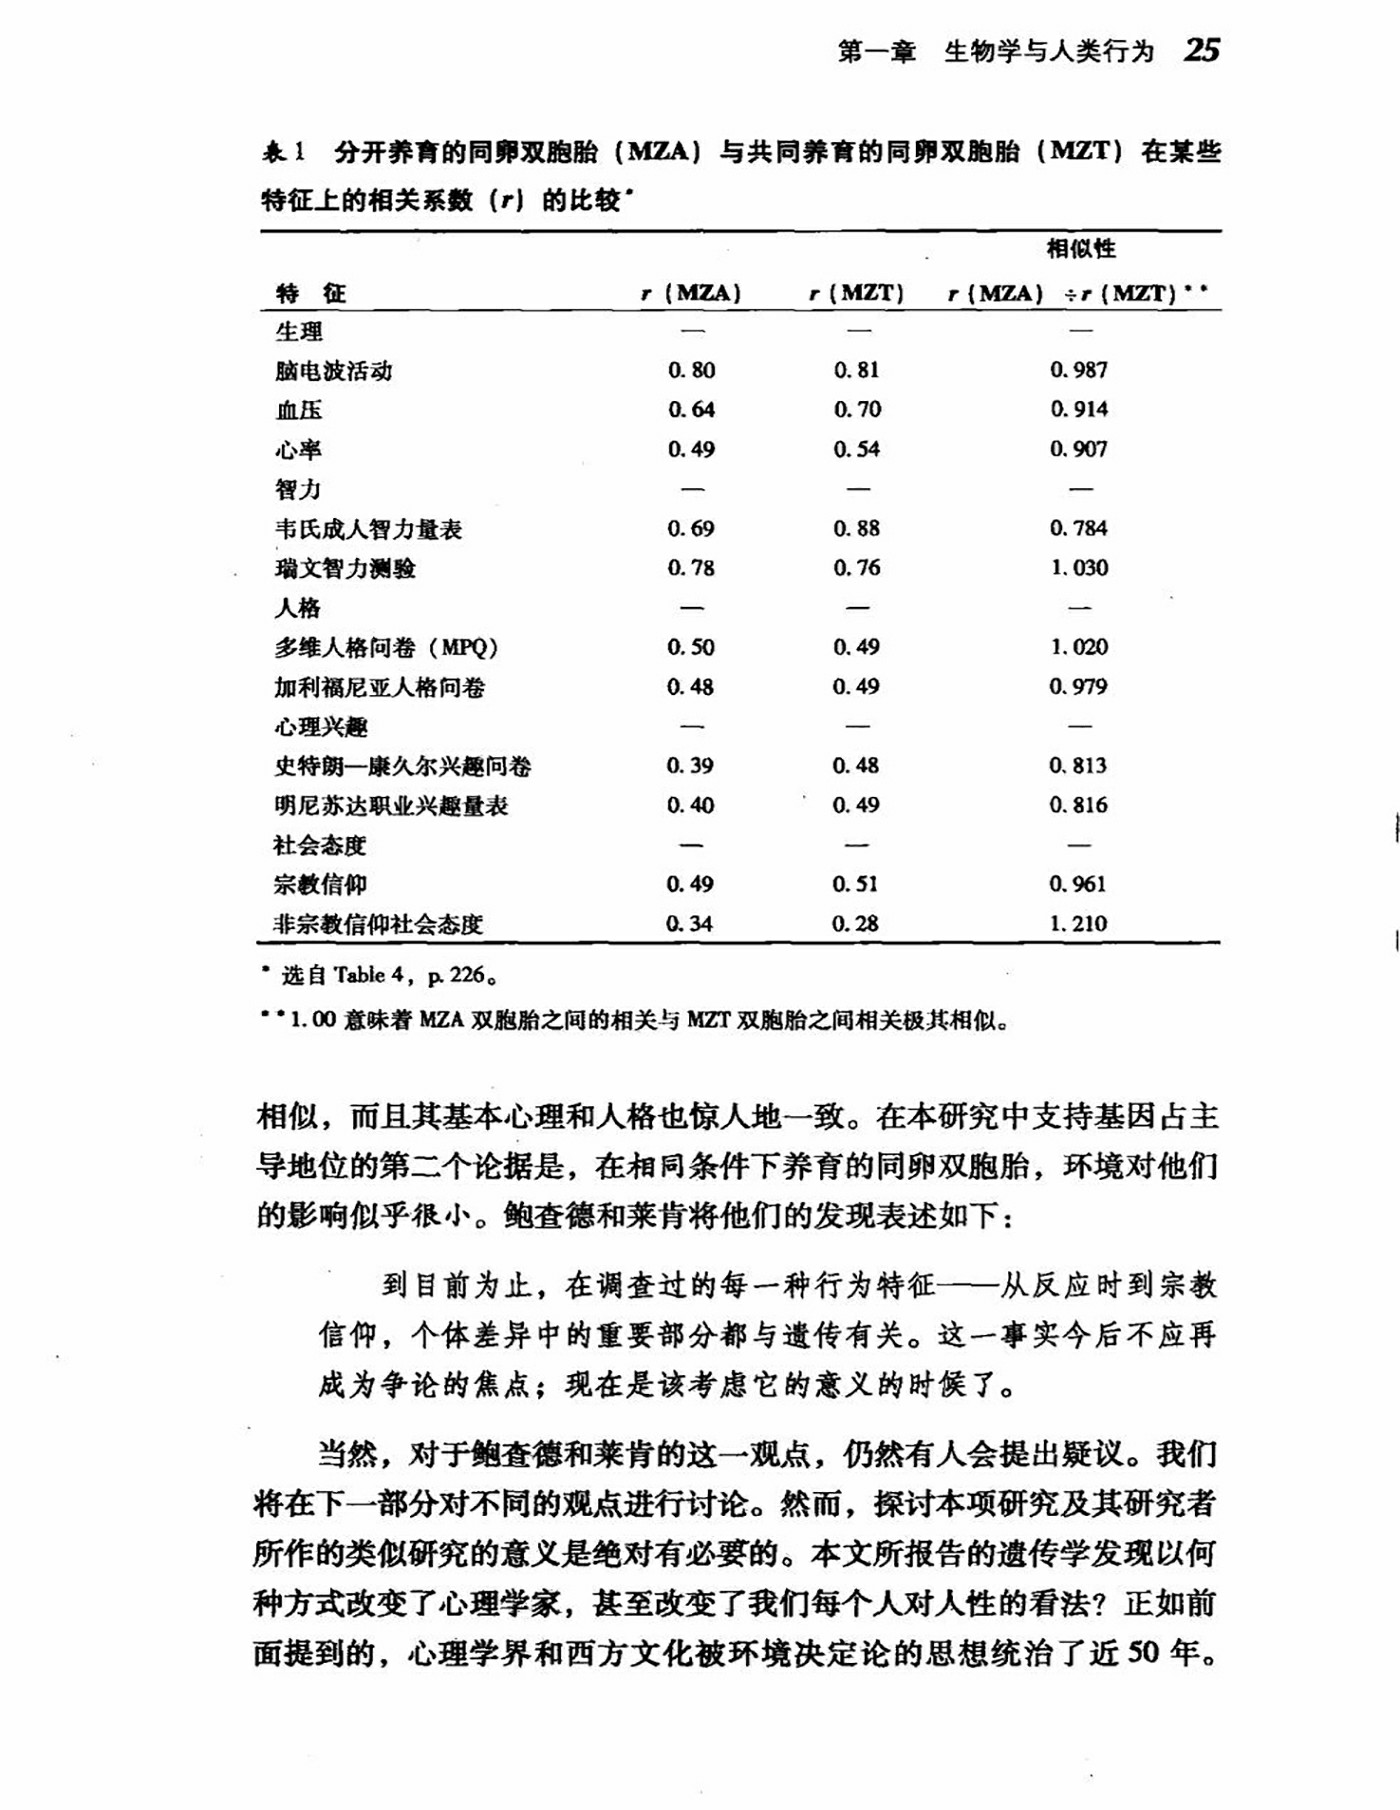 第一章 生物学与人类行为 25
表 1 分开养育的同卵双胞胎（MZA）与共同养育的同卵双胞胎（MZT）在某些
特征上的相关系数（r）的比较*
相似性
特 征 r（MZA） r（MZT） r（MZA）÷r（MZT）**
生理 — — —
脑电波活动 0.80 0.81 0.987
血压 0.64 0.70 0.914
心率 0.49 0.54 0.907
智力 — — —
韦氏成人智力量表 0.69 0.88 0.784
瑞文智力测验 0.78 0.76 1.030
人格 — — —
多维人格问卷（MPQ） 0.50 0.49 1.020
加利福尼亚人格问卷 0.48 0.49 0.979
心理兴趣 — — —
史特朗—康久尔兴趣问卷 0.39 0.48 0.813
明尼苏达职业兴趣量表 0.40 0.49 0.816
社会态度 — — —
宗教信仰 0.49 0.51 0.961
非宗教信仰社会态度 0.34 0.28 1.210
* 选自 Table 4，p. 226。
**1.00 意味着 MZA 双胞胎之间的相关与 MZT 双胞胎之间相关极其相似。
相似，而且其基本心理和人格也惊人地一致。在本研究中支持基因占主
导地位的第二个论据是，在相同条件下养育的同卵双胞胎，环境对他们
的影响似乎很小。鲍查德和莱肯将他们的发现表述如下：
到目前为止，在调查过的每一种行为特征——从反应时到宗教
信仰，个体差异中的重要部分都与遗传有关。这一事实今后不应再
成为争论的焦点；现在是该考虑它的意义的时候了。
当然，对于鲍查德和莱肯的这一观点，仍然有人会提出疑议。我们
将在下一部分对不同的观点进行讨论。然而，探讨本项研究及其研究者
所作的类似研究的意义是绝对有必要的。本文所报告的遗传学发现以何
种方式改变了心理学家，甚至改变了我们每个人对人性的看法？正如前
面提到的，心理学界和西方文化被环境决定论的思想统治了近 50 年。